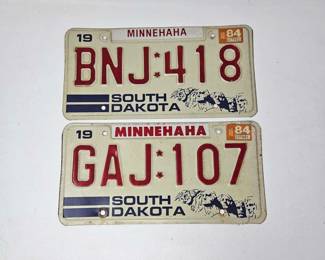 19 MINNEHAHA 84
BNJ 418
SOUTH
DAKOTA
19 MINNEHAHA 84
GAJ 107
SOUTH
DAKOTA